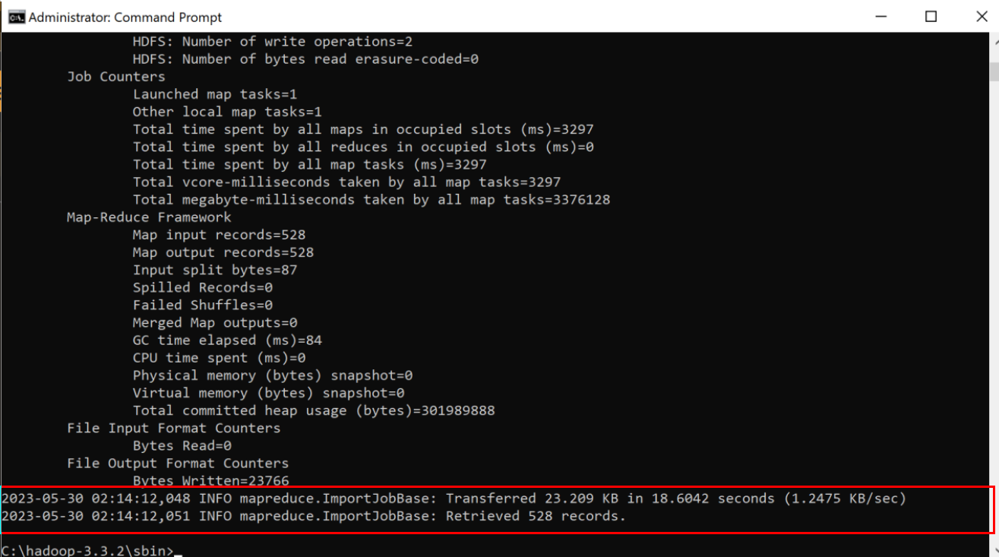 Administrator: Command Prompt
HDFS: Number of write operations=2
HDFS: Number of bytes read erasure-coded=0
Job Counters
Launched map tasks=1
Other local map tasks=1
Total time spent by all maps in occupied slots (ms)=3297
Total time spent by all reduces in occupied slots (ms)=0
Total time spent by all map tasks (ms)=3297
Total vcore-milliseconds taken by all map tasks=3297
Total megabyte-milliseconds taken by all map tasks=3376128
Map-Reduce Framework
Map input records=528
Map output records=528
Input split bytes=87
Spilled Records=0
Failed Shuffles=0
Merged Map outputs=0
GC time elapsed (ms)=84
CPU time spent (ms)=0
Physical memory (bytes) snapshot=0
Virtual memory (bytes) snapshot=0
Total committed heap usage (bytes)=301989888
File Input Format Counters
Bytes Read=0
File Output Format Counters
Bytes Written=23766
2023-05-30 02:14:12,048 INFO mapreduce.ImportJobBase: Transferred 23.209 KB in 18.6042 seconds (1.2475 KB/sec)
2023-05-30 02:14:12,051 INFO mapreduce.ImportJobBase: Retrieved 528 records.
C:\hadoop-3.3.2\sbin>_